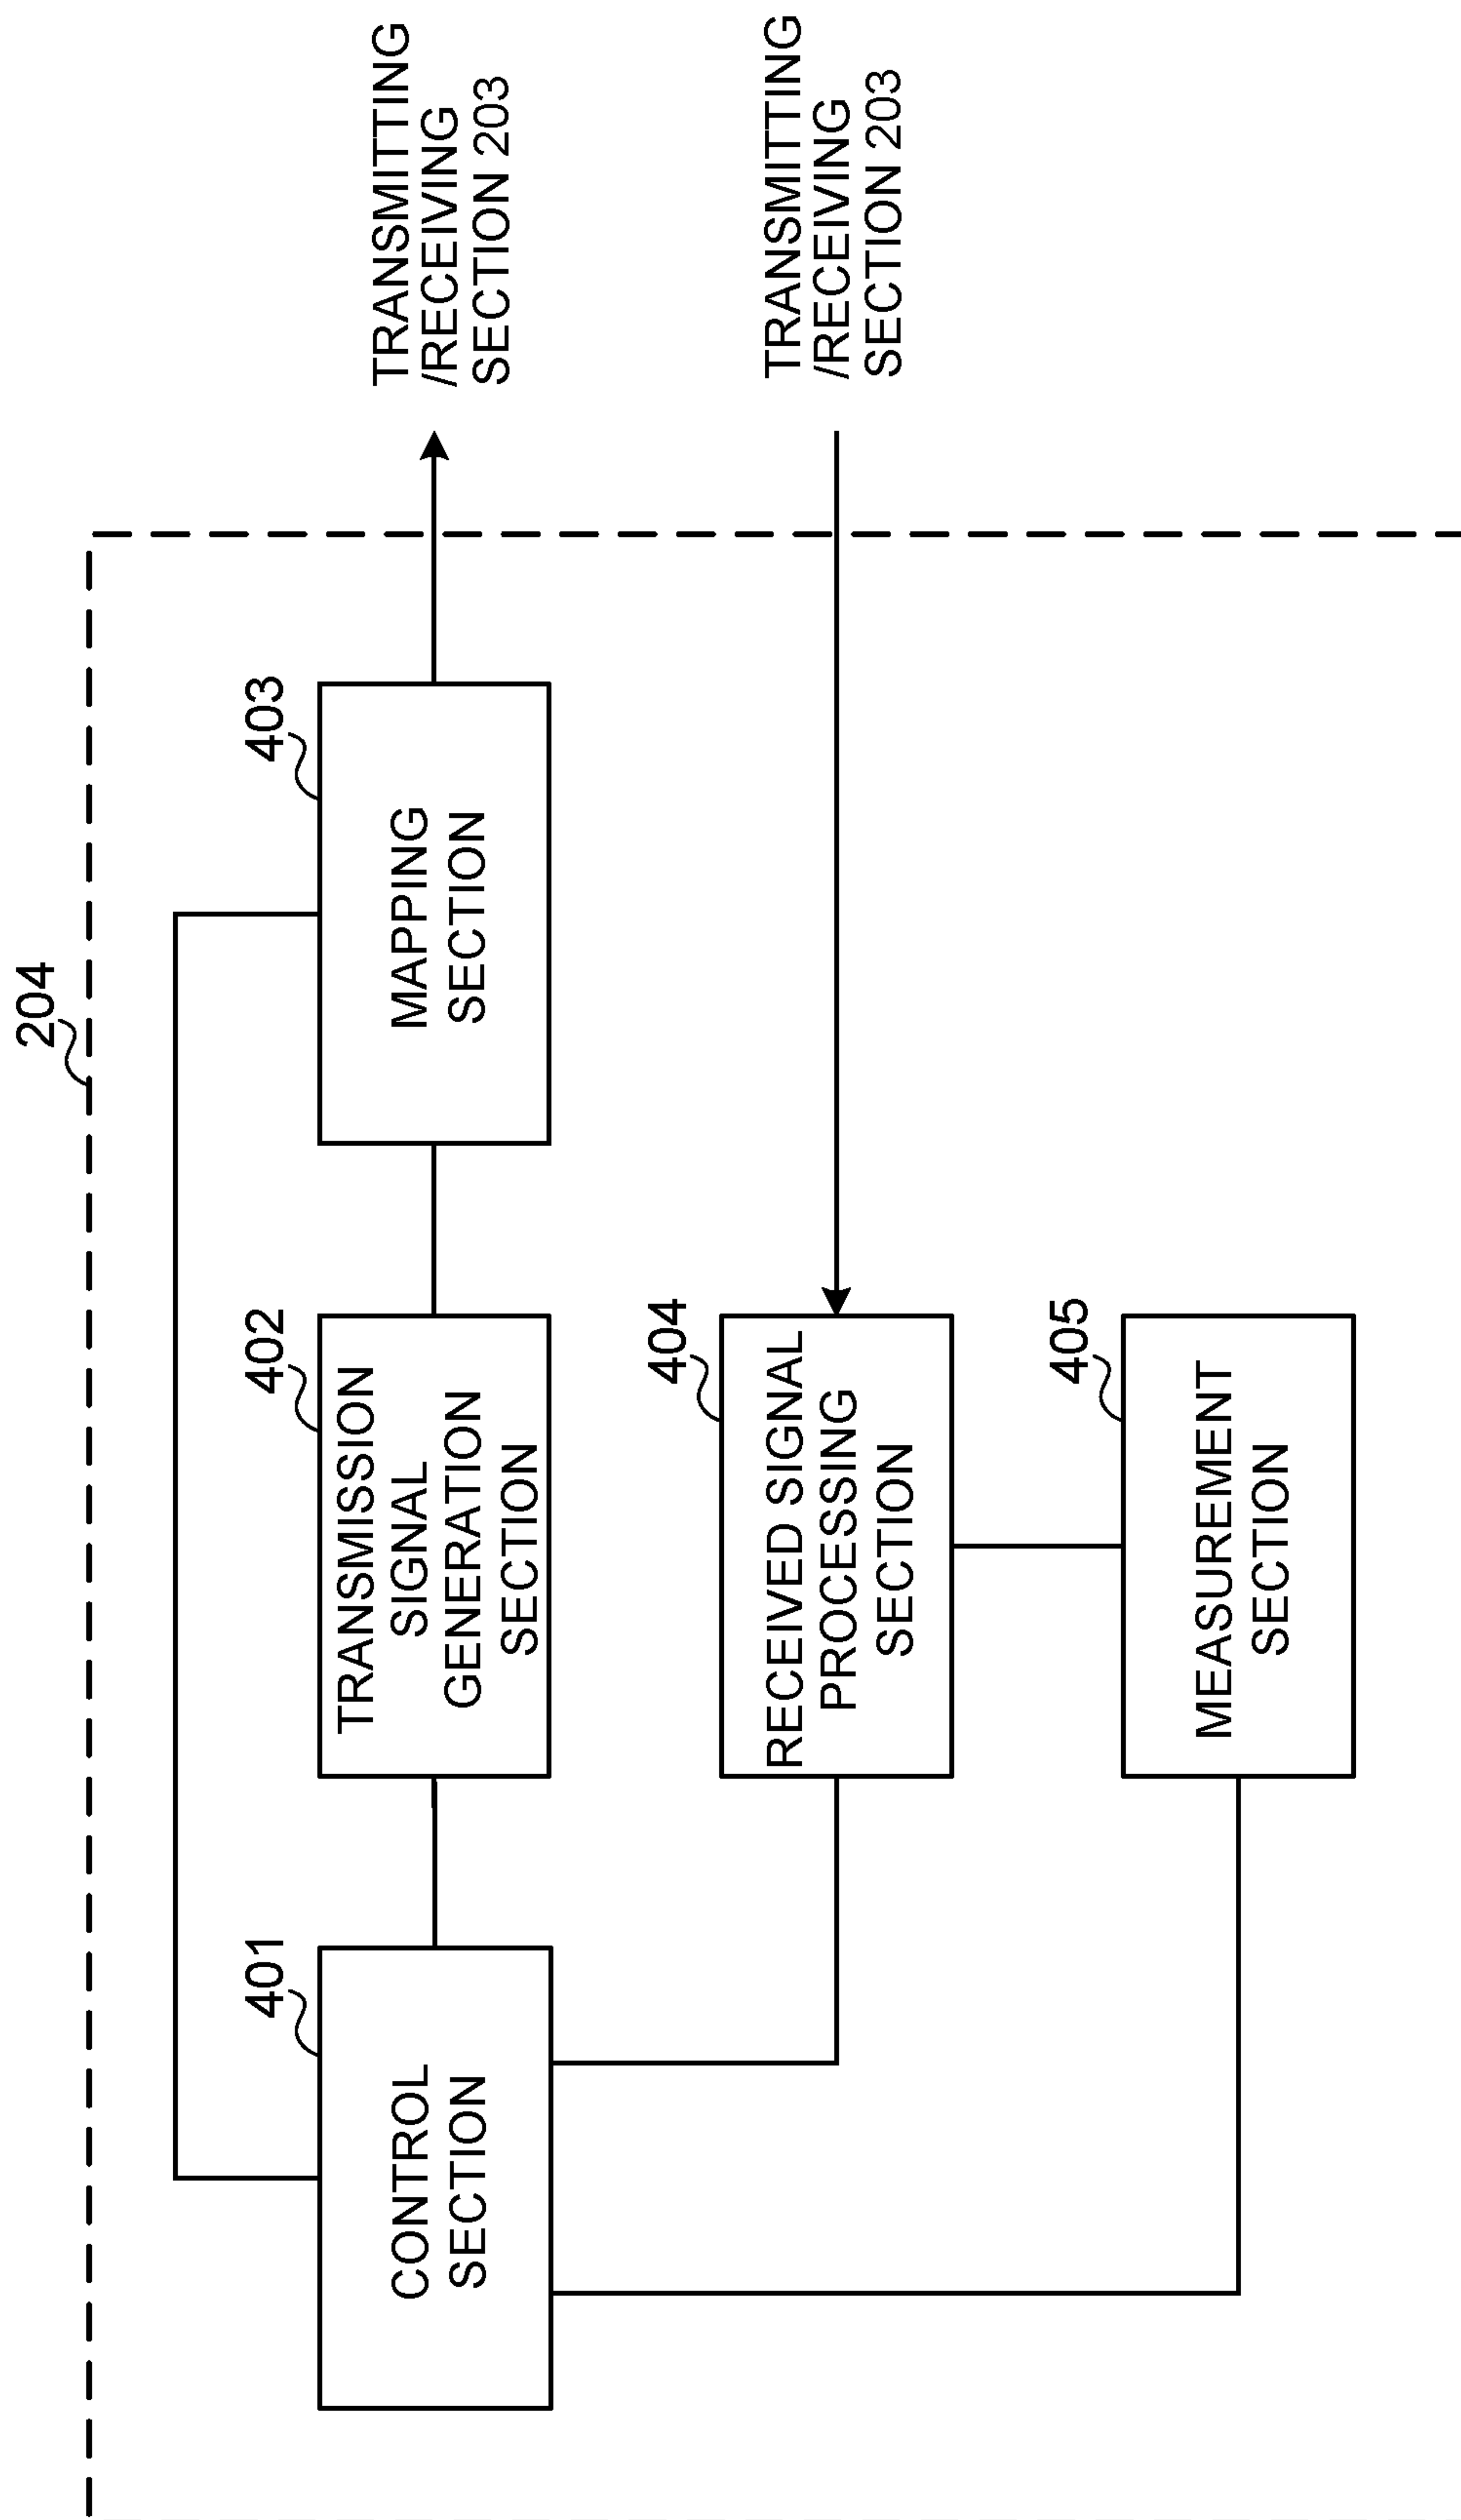 204
401
CONTROL
SECTION
402
TRANSMISSION
SIGNAL
GENERATION
SECTION
403
MAPPING
SECTION
TRANSMITTING
/RECEIVING
SECTION 203
404
RECEIVED SIGNAL
PROCESSING
SECTION
TRANSMITTING
/RECEIVING
SECTION 203
405
MEASUREMENT
SECTION